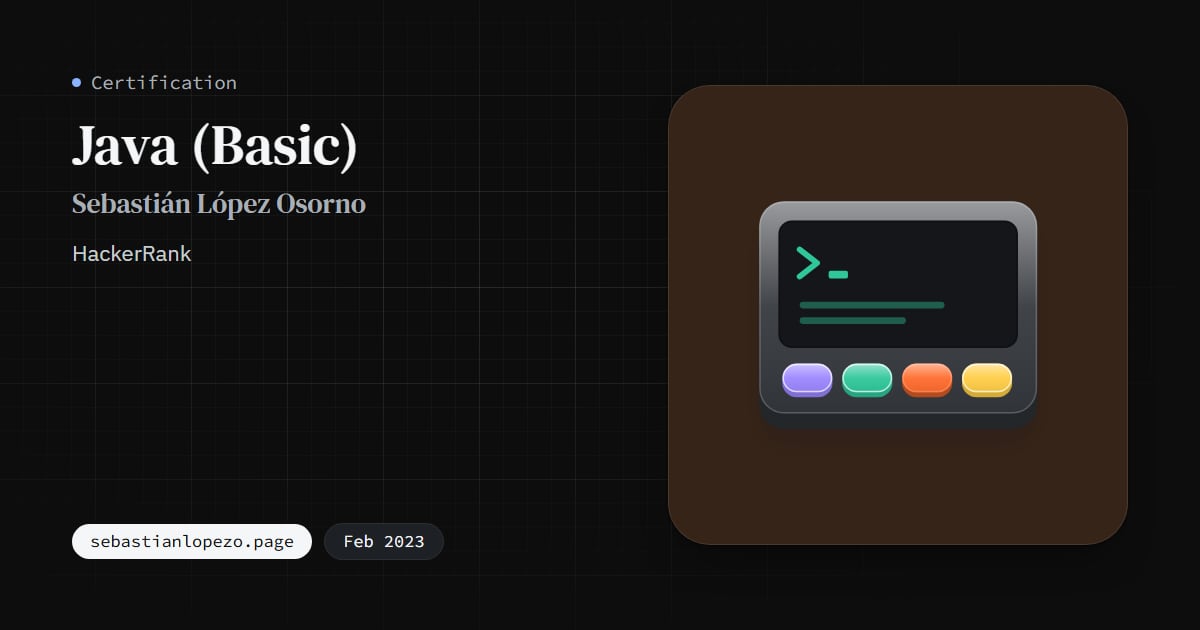 Certification
Java (Basic)
Sebastián López Osorno
HackerRank
>_
sebastianlopezo.page
Feb 2023